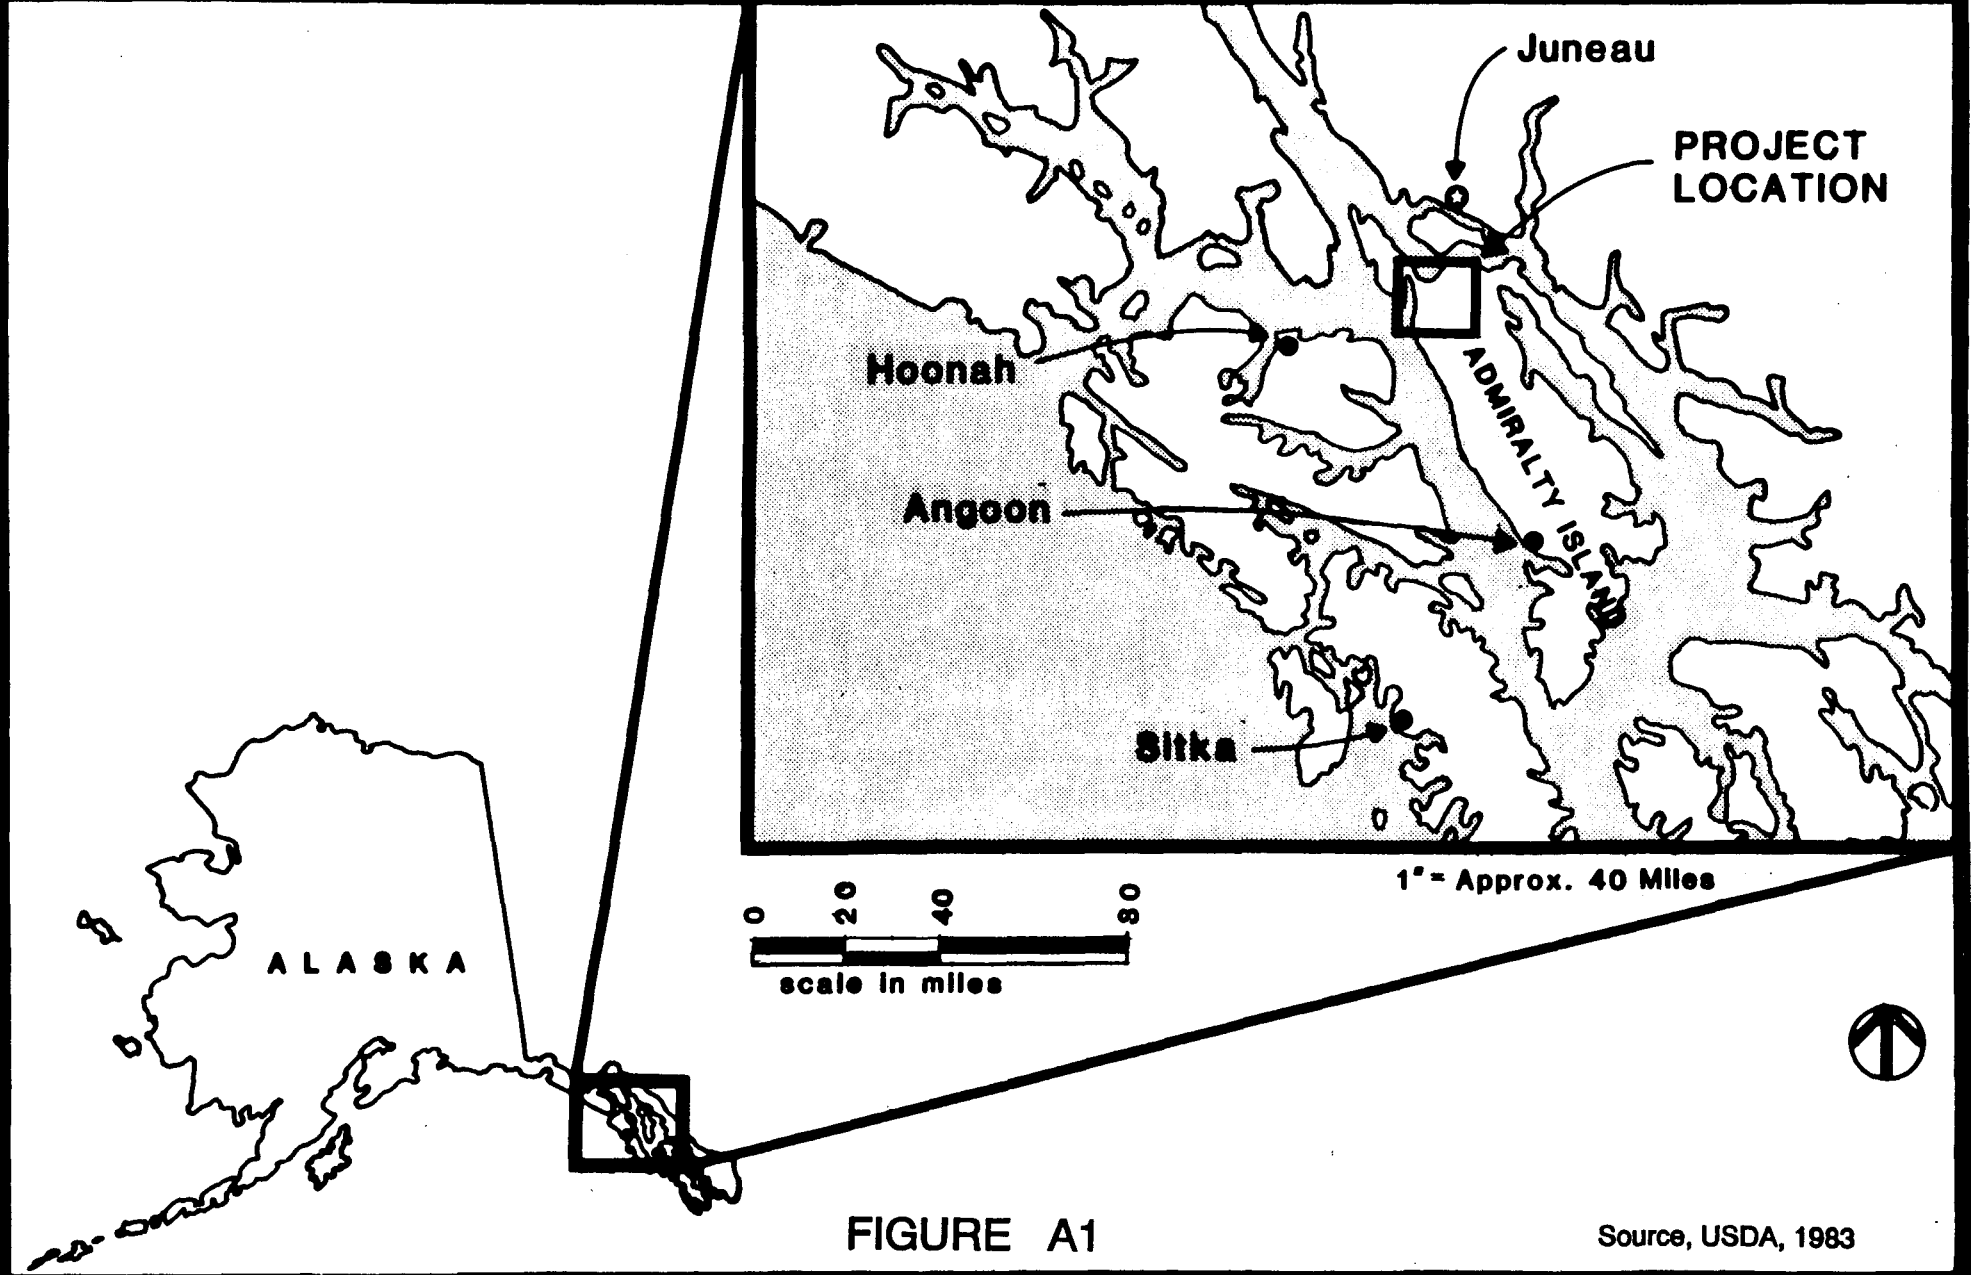 Juneau
PROJECT
LOCATION
Hoonah
ADMIRALTY ISLAND
Angoon
Sitka
1" = Approx. 40 Miles
0 20 40 80
scale in miles
ALASKA
FIGURE A1
Source, USDA, 1983